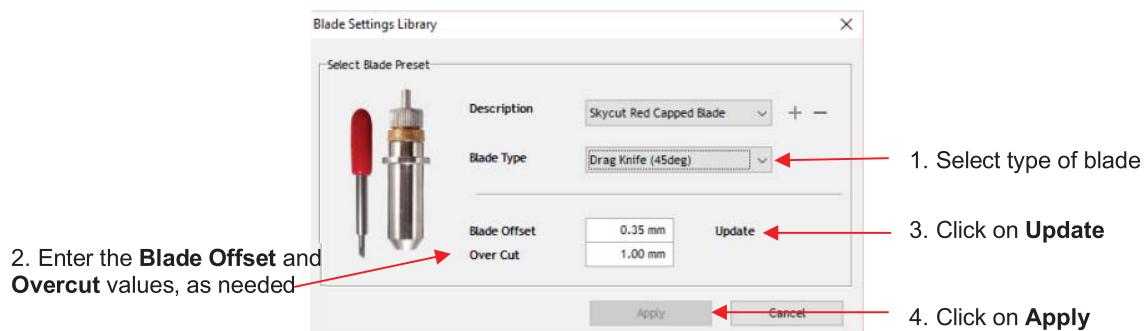 Blade Settings Library
Select Blade Preset
Description Skycut Red Capped Blade + −
Blade Type Drag Knife (45deg)
1. Select type of blade
Blade Offset 0.35 mm Update
3. Click on Update
Over Cut 1.00 mm
2. Enter the Blade Offset and
Overcut values, as needed
Apply Cancel
4. Click on Apply